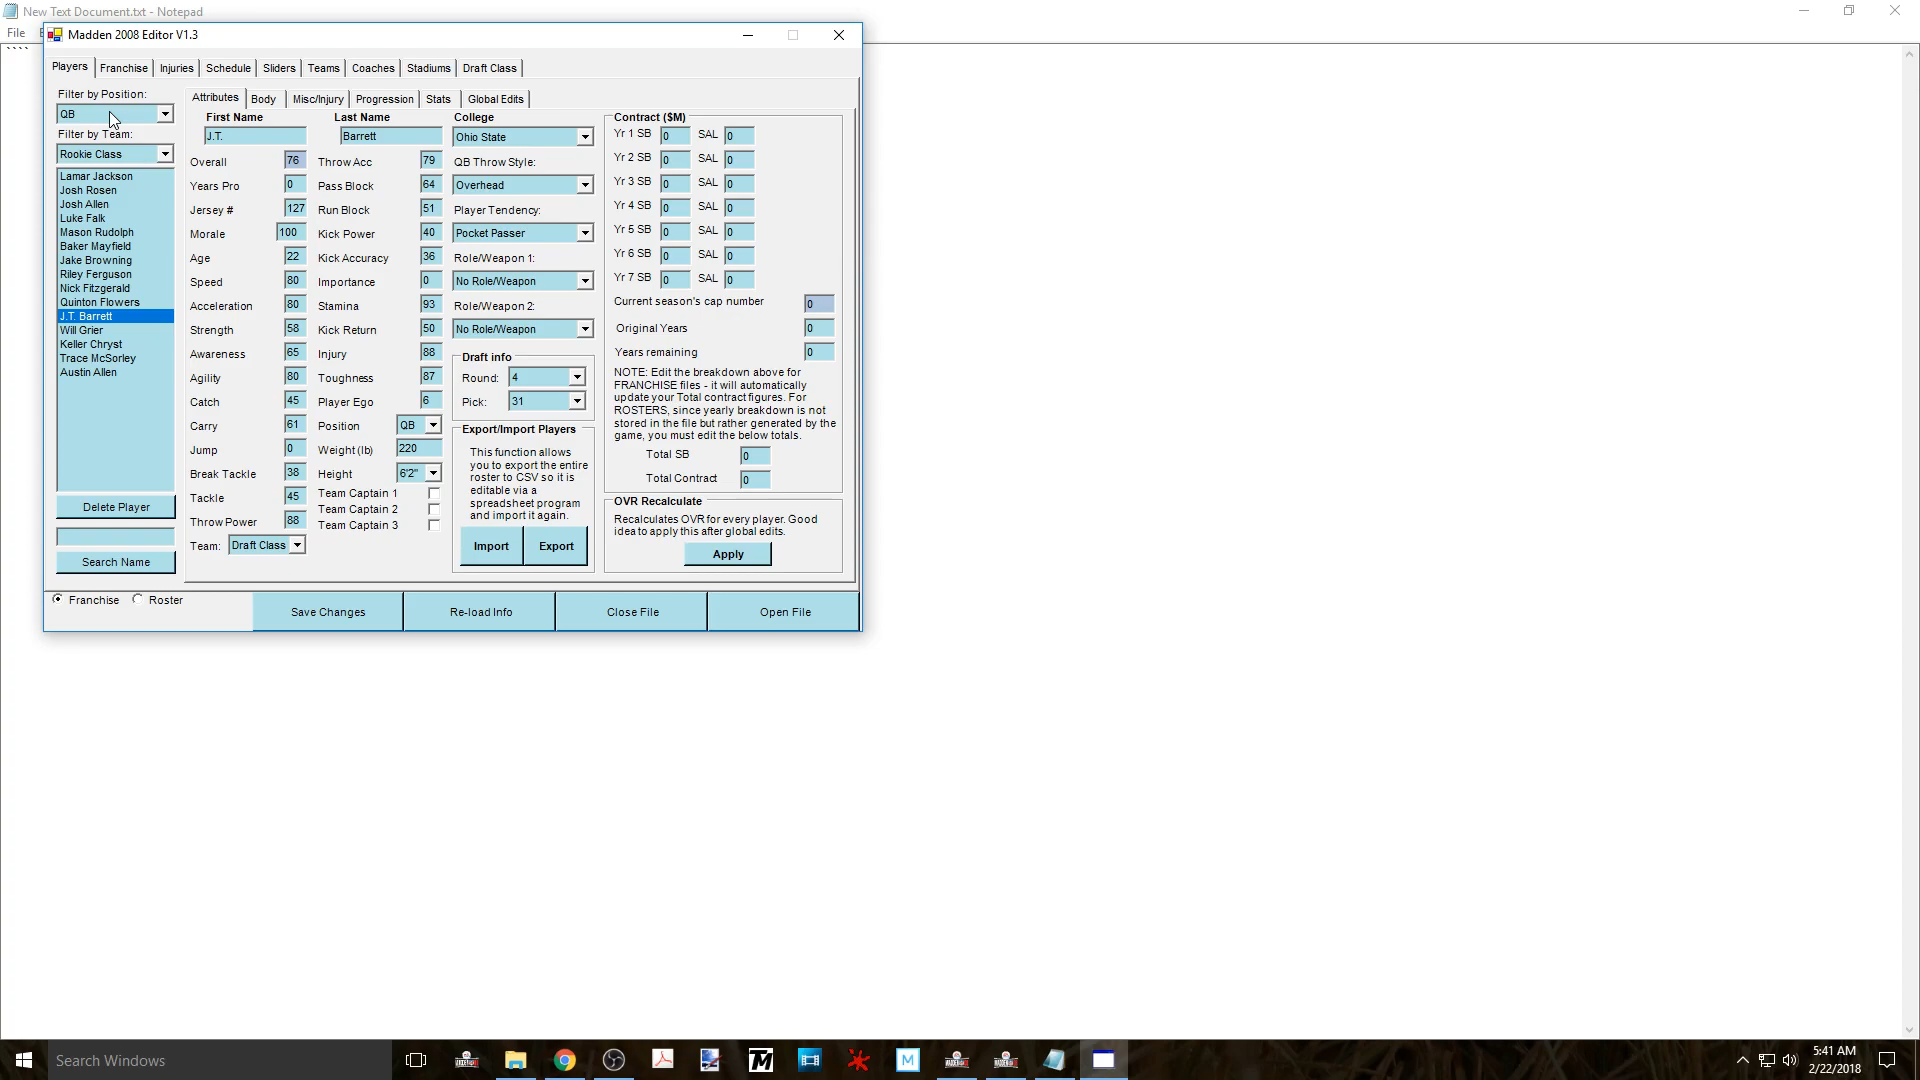 New Text Document.txt - Notepad
File
````
Madden 2008 Editor V1.3
Players Franchise Injuries Schedule Sliders Teams Coaches Stadiums Draft Class
Filter by Position:
QB
Filter by Team:
Rookie Class
Lamar Jackson
Josh Rosen
Josh Allen
Luke Falk
Mason Rudolph
Baker Mayfield
Jake Browning
Riley Ferguson
Nick Fitzgerald
Quinton Flowers
J.T. Barrett
Will Grier
Keller Chryst
Trace McSorley
Austin Allen
Delete Player
Search Name
Attributes Body Misc/Injury Progression Stats Global Edits
First Name Last Name College
J.T. Barrett Ohio State
Overall 76 Throw Acc 79 QB Throw Style:
Years Pro 0 Pass Block 64 Overhead
Jersey # 127 Run Block 51 Player Tendency:
Morale 100 Kick Power 40 Pocket Passer
Age 22 Kick Accuracy 36 Role/Weapon 1:
Speed 80 Importance 0 No Role/Weapon
Acceleration 80 Stamina 93 Role/Weapon 2:
Strength 58 Kick Return 50 No Role/Weapon
Awareness 65 Injury 88
Agility 80 Toughness 87
Catch 45 Player Ego 6
Carry 61 Position QB
Jump 0 Weight (lb) 220
Break Tackle 38 Height 6'2"
Tackle 45 Team Captain 1
Team Captain 2
Throw Power 88 Team Captain 3
Team: Draft Class
Draft info
Round: 4
Pick: 31
Export/Import Players
This function allows
you to export the entire
roster to CSV so it is
editable via a
spreadsheet program
and import it again.
Import Export
Contract ($M)
Yr 1 SB 0 SAL 0
Yr 2 SB 0 SAL 0
Yr 3 SB 0 SAL 0
Yr 4 SB 0 SAL 0
Yr 5 SB 0 SAL 0
Yr 6 SB 0 SAL 0
Yr 7 SB 0 SAL 0
Current season's cap number 0
Original Years 0
Years remaining 0
NOTE: Edit the breakdown above for
FRANCHISE files - it will automatically
update your Total contract figures. For
ROSTERS, since yearly breakdown is not
stored in the file but rather generated by the
game, you must edit the below totals.
Total SB 0
Total Contract 0
OVR Recalculate
Recalculates OVR for every player. Good
idea to apply this after global edits.
Apply
Franchise Roster
Save Changes Re-load Info Close File Open File
Search Windows
5:41 AM
2/22/2018